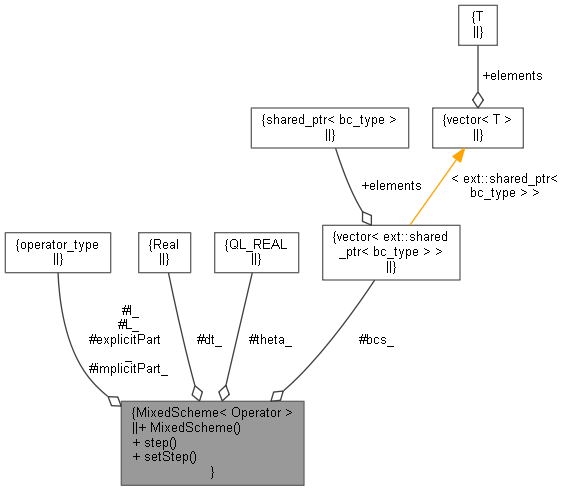 {T
||}
+elements
{shared_ptr< bc_type >
||}
{vector< T >
||}
+elements
< ext::shared_ptr<
bc_type > >
{operator_type
||}
{Real
||}
{QL_REAL
||}
{vector< ext::shared
_ptr< bc_type > >
||}
#I_
#L_
#explicitPart
_
#implicitPart_
#dt_
#theta_
#bcs_
{MixedScheme< Operator >
||+ MixedScheme()
+ step()
+ setStep()
}